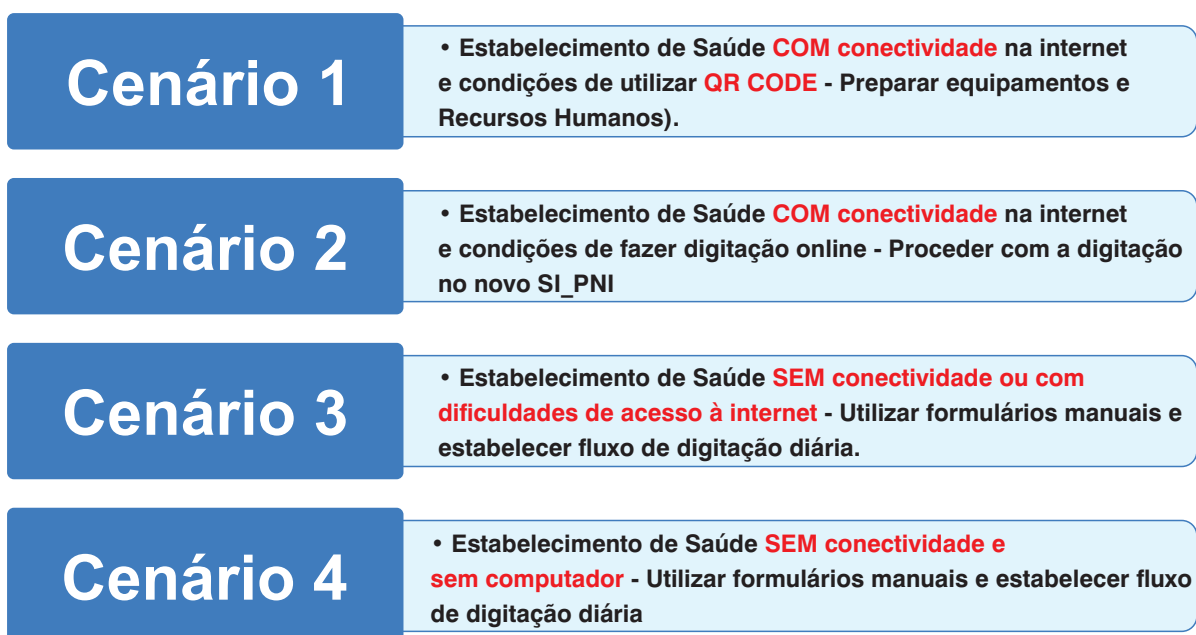 Cenário 1
• Estabelecimento de Saúde COM conectividade na internet
e condições de utilizar QR CODE - Preparar equipamentos e
Recursos Humanos).
Cenário 2
• Estabelecimento de Saúde COM conectividade na internet
e condições de fazer digitação online - Proceder com a digitação
no novo SI_PNI
Cenário 3
• Estabelecimento de Saúde SEM conectividade ou com
dificuldades de acesso à internet - Utilizar formulários manuais e
estabelecer fluxo de digitação diária.
Cenário 4
• Estabelecimento de Saúde SEM conectividade e
sem computador - Utilizar formulários manuais e estabelecer fluxo
de digitação diária